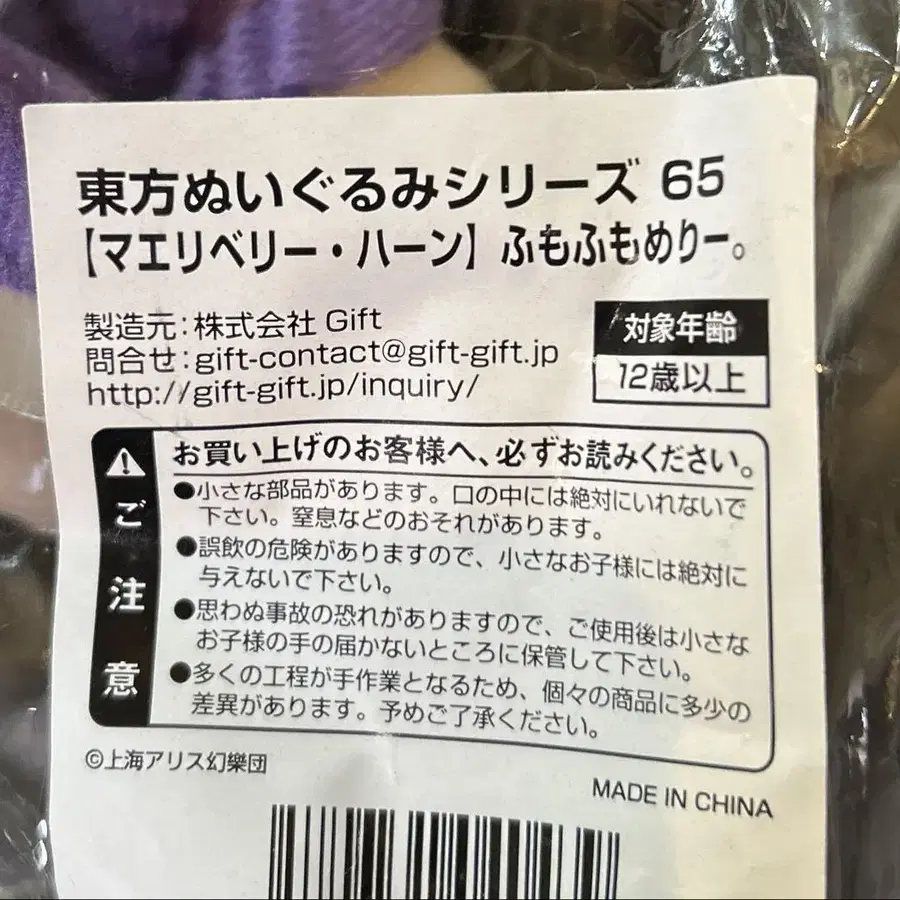 東方ぬいぐるみシリーズ 65
【マエリベリー・ハーン】ふもふもめりー。
製造元：株式会社 Gift
問合せ：gift-contact@gift-gift.jp
http://gift-gift.jp/inquiry/
対象年齢
12歳以上
⚠ご注意
お買い上げのお客様へ、必ずお読みください。
●小さな部品があります。口の中には絶対にいれないで
下さい。窒息などのおそれがあります。
●誤飲の危険がありますので、小さなお子様には絶対に
与えないで下さい。
●思わぬ事故の恐れがありますので、ご使用後は小さな
お子様の手の届かないところに保管して下さい。
●多くの工程が手作業となるため、個々の商品に多少の
差異があります。予めご了承ください。
©上海アリス幻樂団
MADE IN CHINA